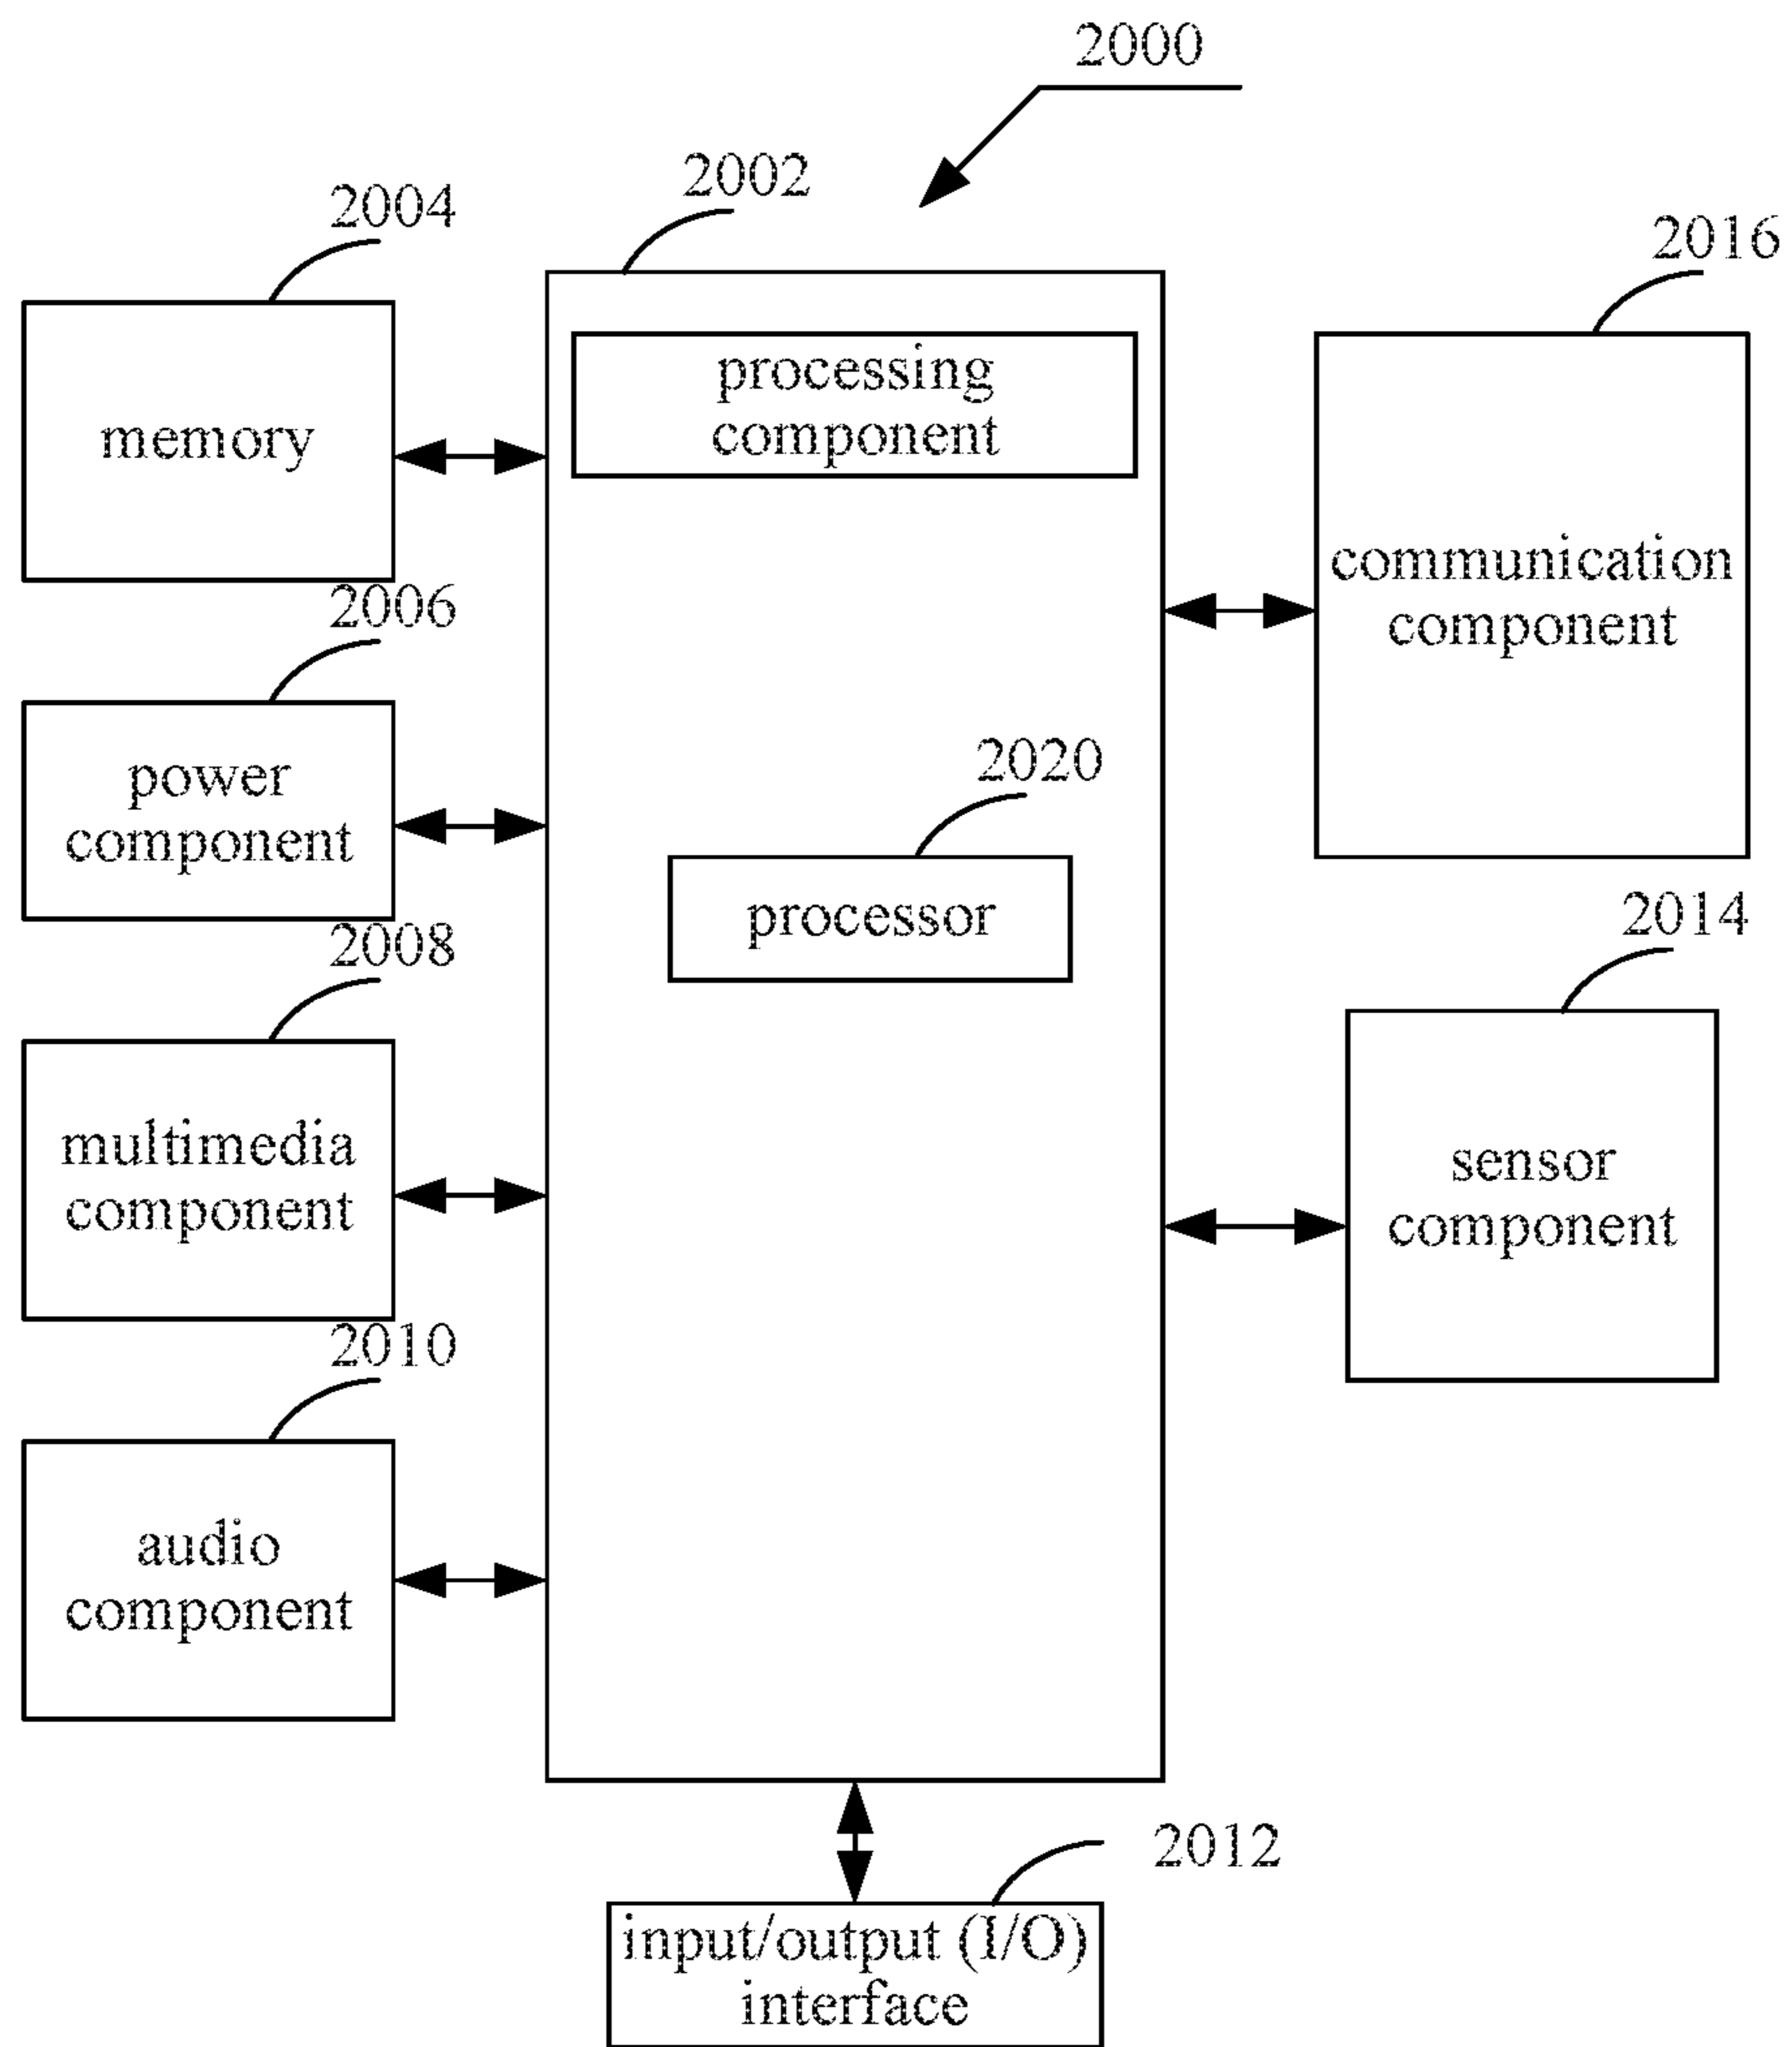 2000
2002
2004
2016
processing
component
memory
communication
component
2006
power
component
2020
processor
2008
2014
multimedia
component
sensor
component
2010
audio
component
2012
input/output (I/O)
interface